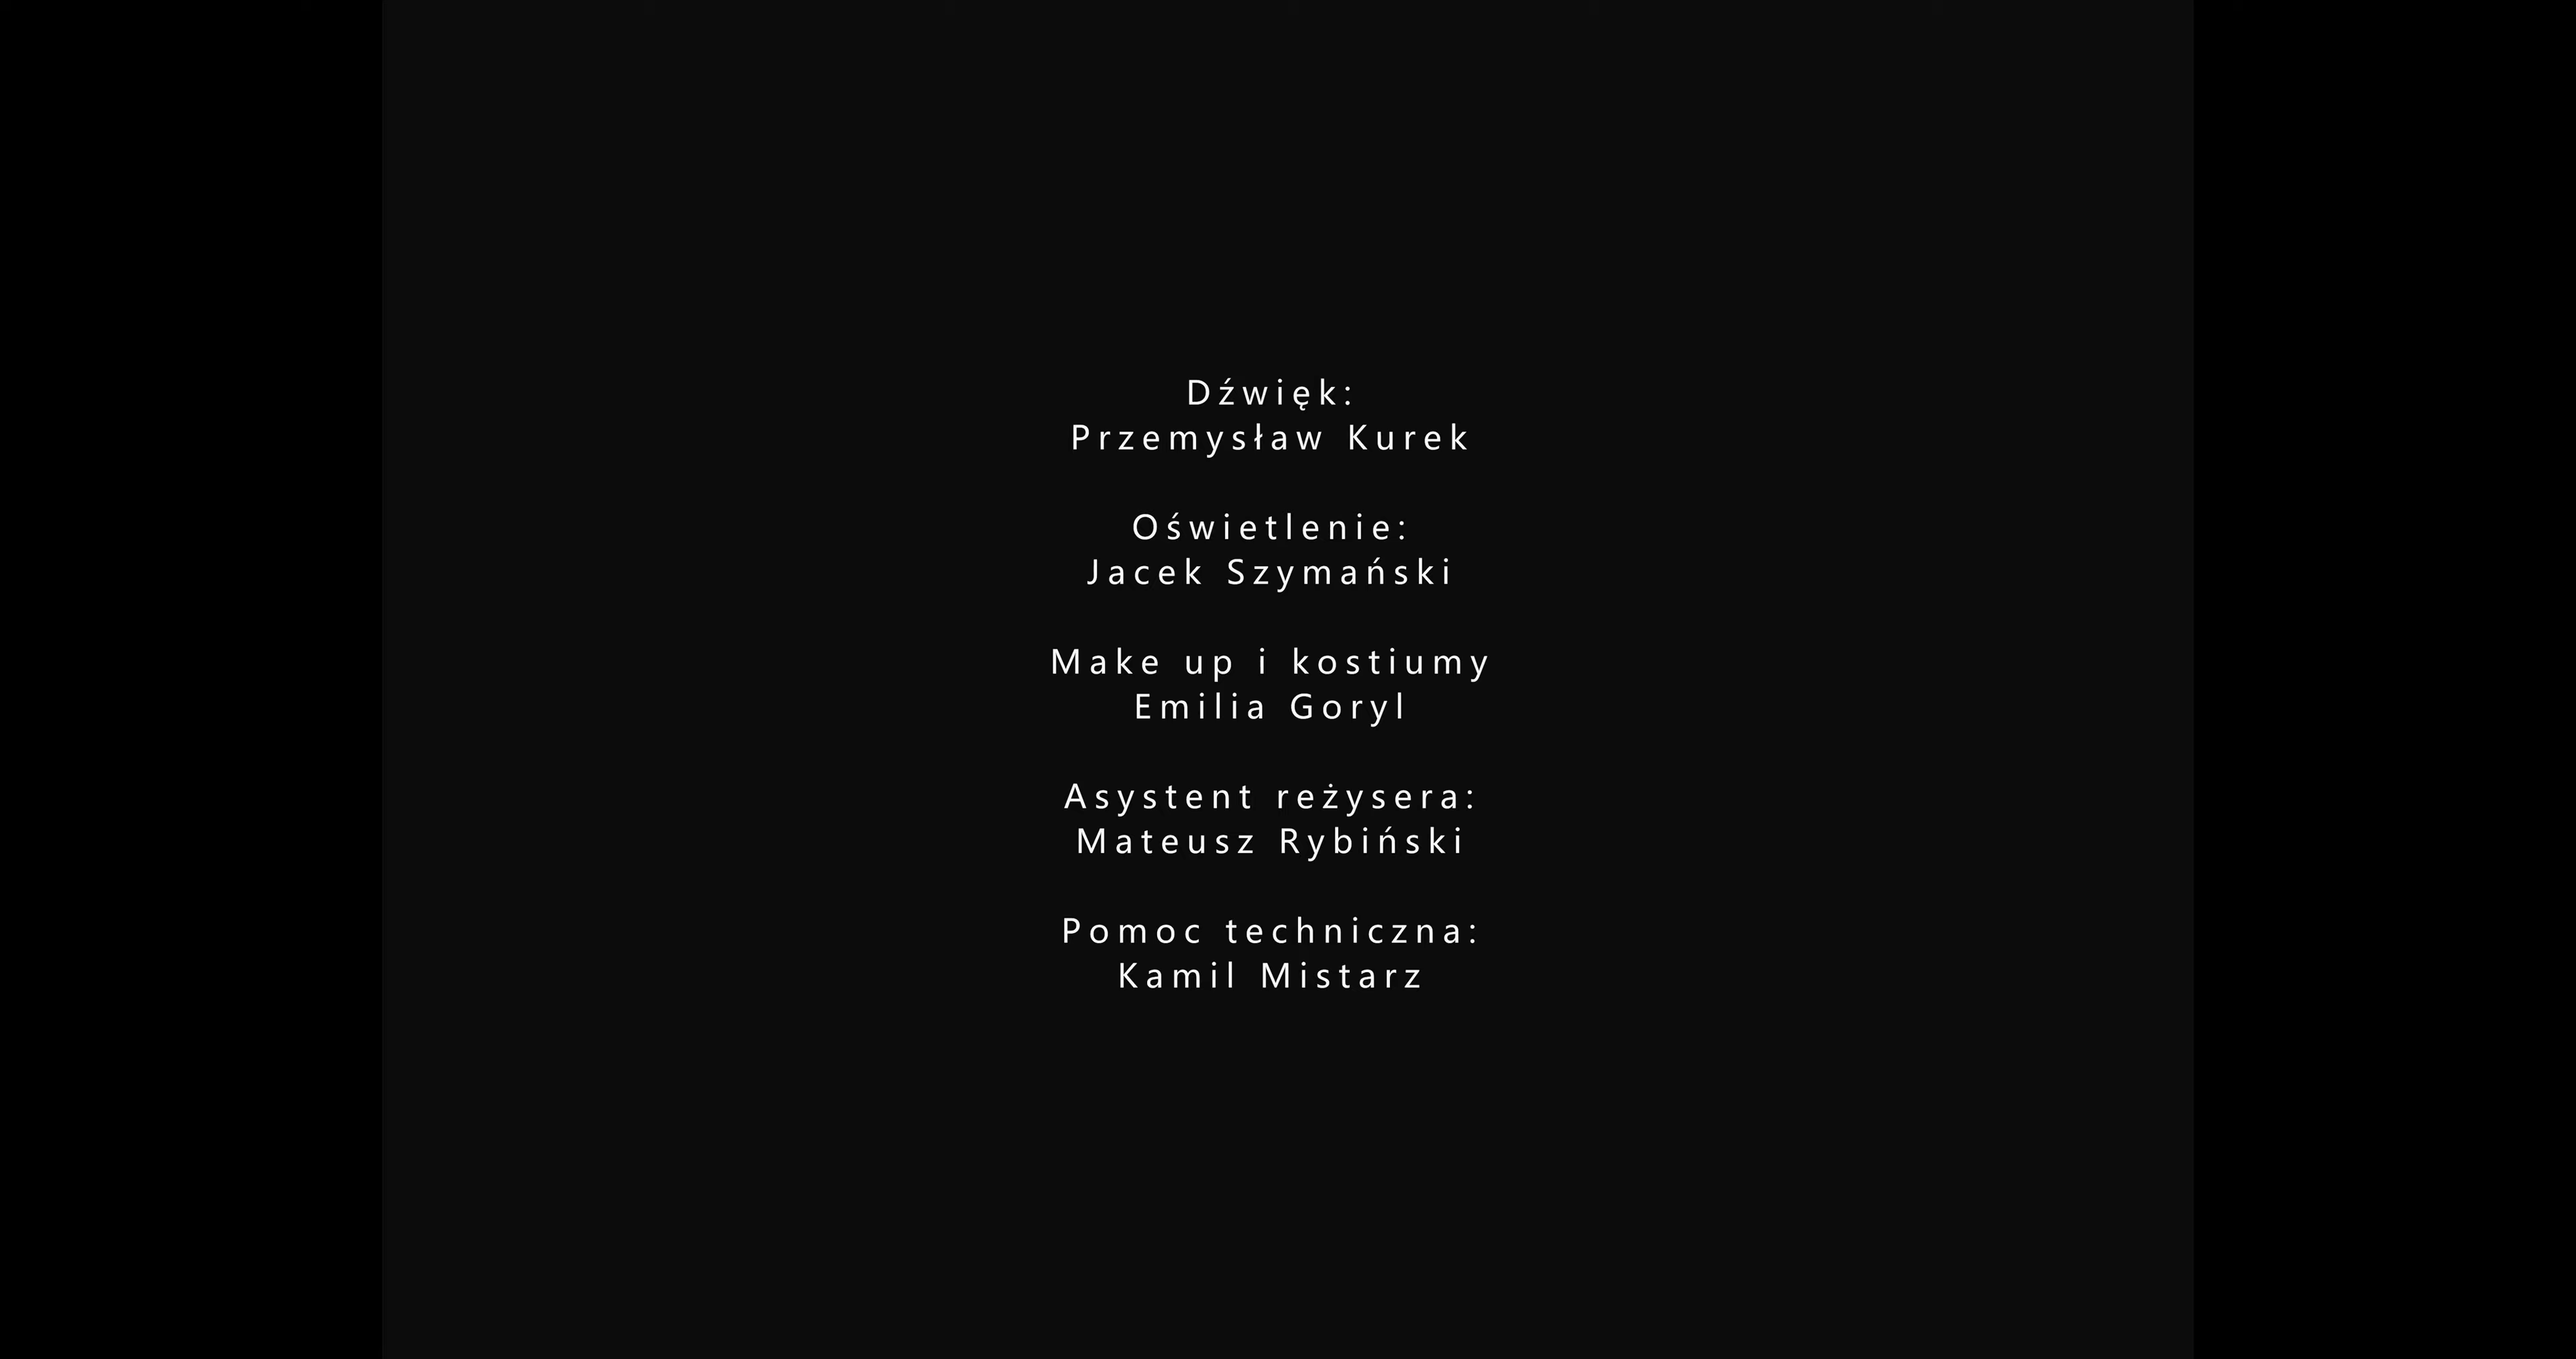 Dźwięk:
Przemysław Kurek
Oświetlenie:
Jacek Szymański
Make up i kostiumy
Emilia Goryl
Asystent reżysera:
Mateusz Rybiński
Pomoc techniczna:
Kamil Mistarz